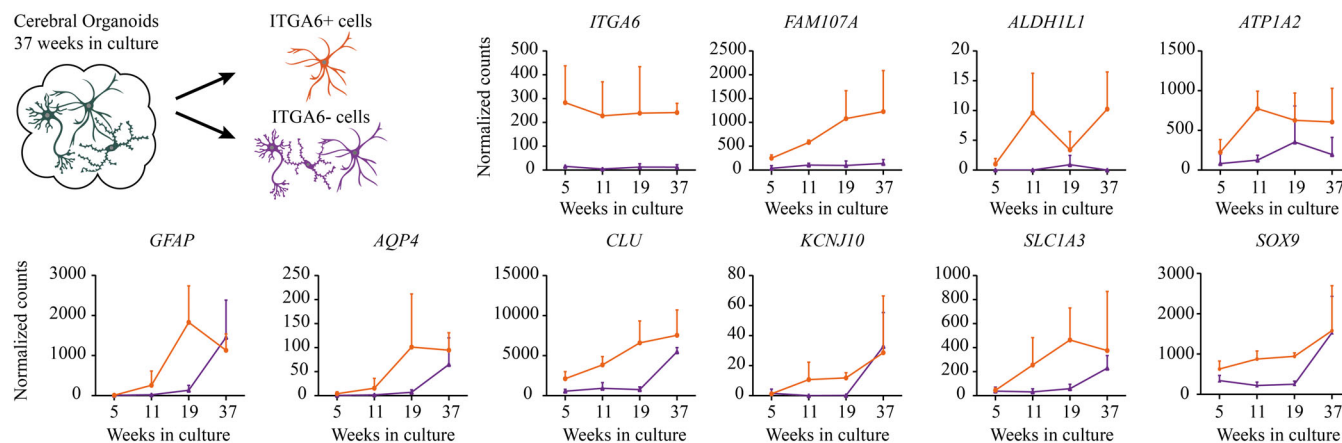 Cerebral Organoids
37 weeks in culture
ITGA6+ cells
ITGA6- cells
ITGA6
Normalized counts
500
400
300
200
100
0
5 11 19 37
Weeks in culture
FAM107A
2500
2000
1500
1000
500
0
5 11 19 37
Weeks in culture
ALDH1L1
20
15
10
5
0
5 11 19 37
Weeks in culture
ATP1A2
1500
1000
500
0
5 11 19 37
Weeks in culture
GFAP
Normalized counts
3000
2000
1000
0
5 11 19 37
Weeks in culture
AQP4
250
200
150
100
50
0
5 11 19 37
Weeks in culture
CLU
15000
10000
5000
0
5 11 19 37
Weeks in culture
KCNJ10
80
60
40
20
0
5 11 19 37
Weeks in culture
SLC1A3
1000
800
600
400
200
0
5 11 19 37
Weeks in culture
SOX9
3000
2000
1000
0
5 11 19 37
Weeks in culture